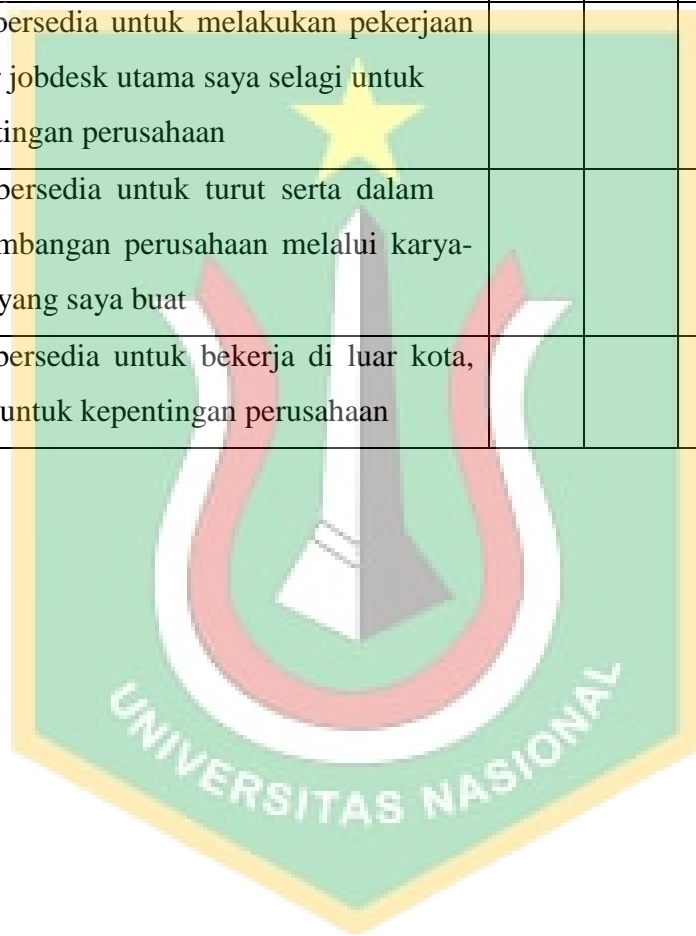 bersedia untuk melakukan pekerjaan
jobdesk utama saya selagi untuk
tingan perusahaan
bersedia untuk turut serta dalam
mbangan perusahaan melalui karya-
yang saya buat
bersedia untuk bekerja di luar kota,
untuk kepentingan perusahaan
UNIVERSITAS NASIONAL